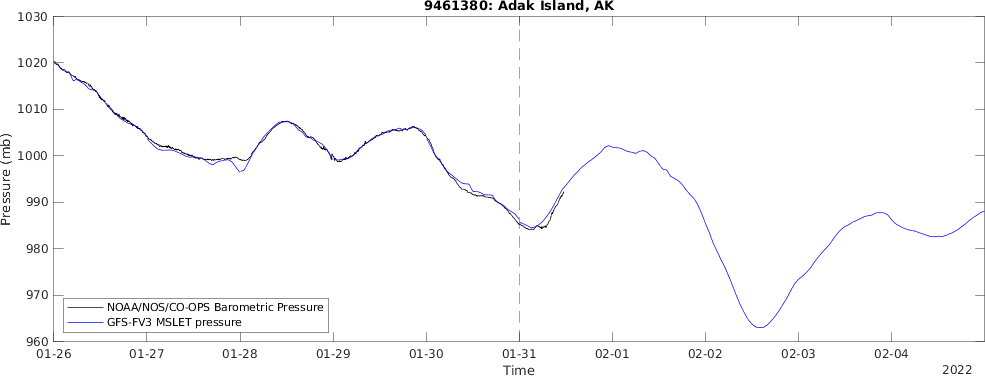 9461380: Adak Island, AK
Pressure (mb)
1030
1020
1010
1000
990
980
970
960
NOAA/NOS/CO-OPS Barometric Pressure
GFS-FV3 MSLET pressure
01-26 01-27 01-28 01-29 01-30 01-31 02-01 02-02 02-03 02-04
Time
2022